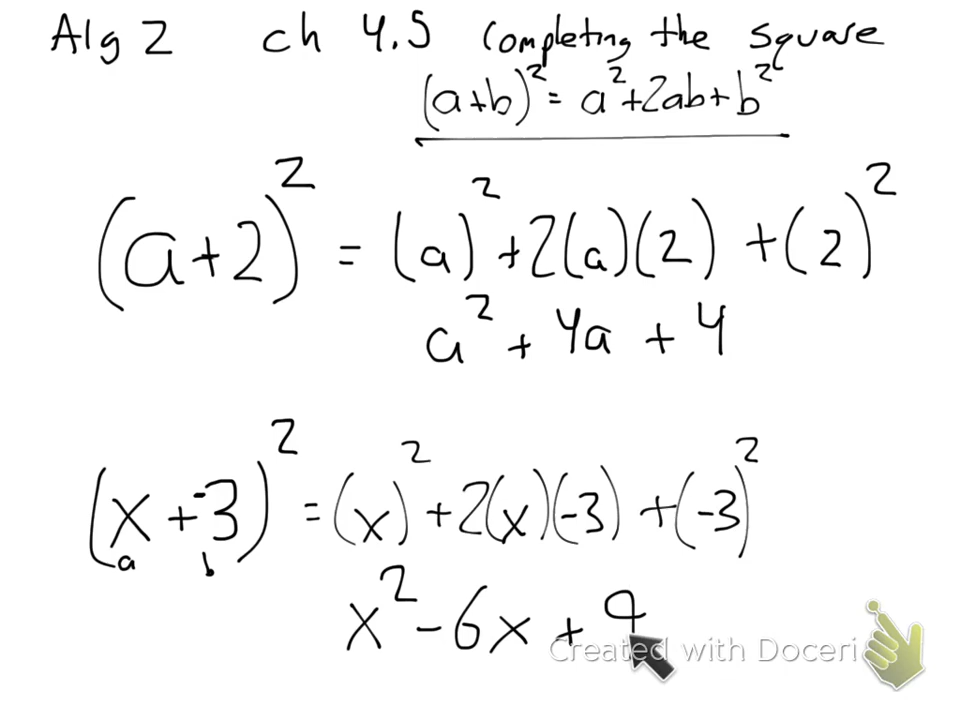 Alg 2 ch 4.5 Completing the Square
(a+b)² = a² + 2ab + b²
(a+2)² = (a)² + 2(a)(2) + (2)²
a² + 4a + 4
(x + -3)² = (x)² + 2(x)(-3) + (-3)²
a b
x² - 6x + 9
Created with Doceri